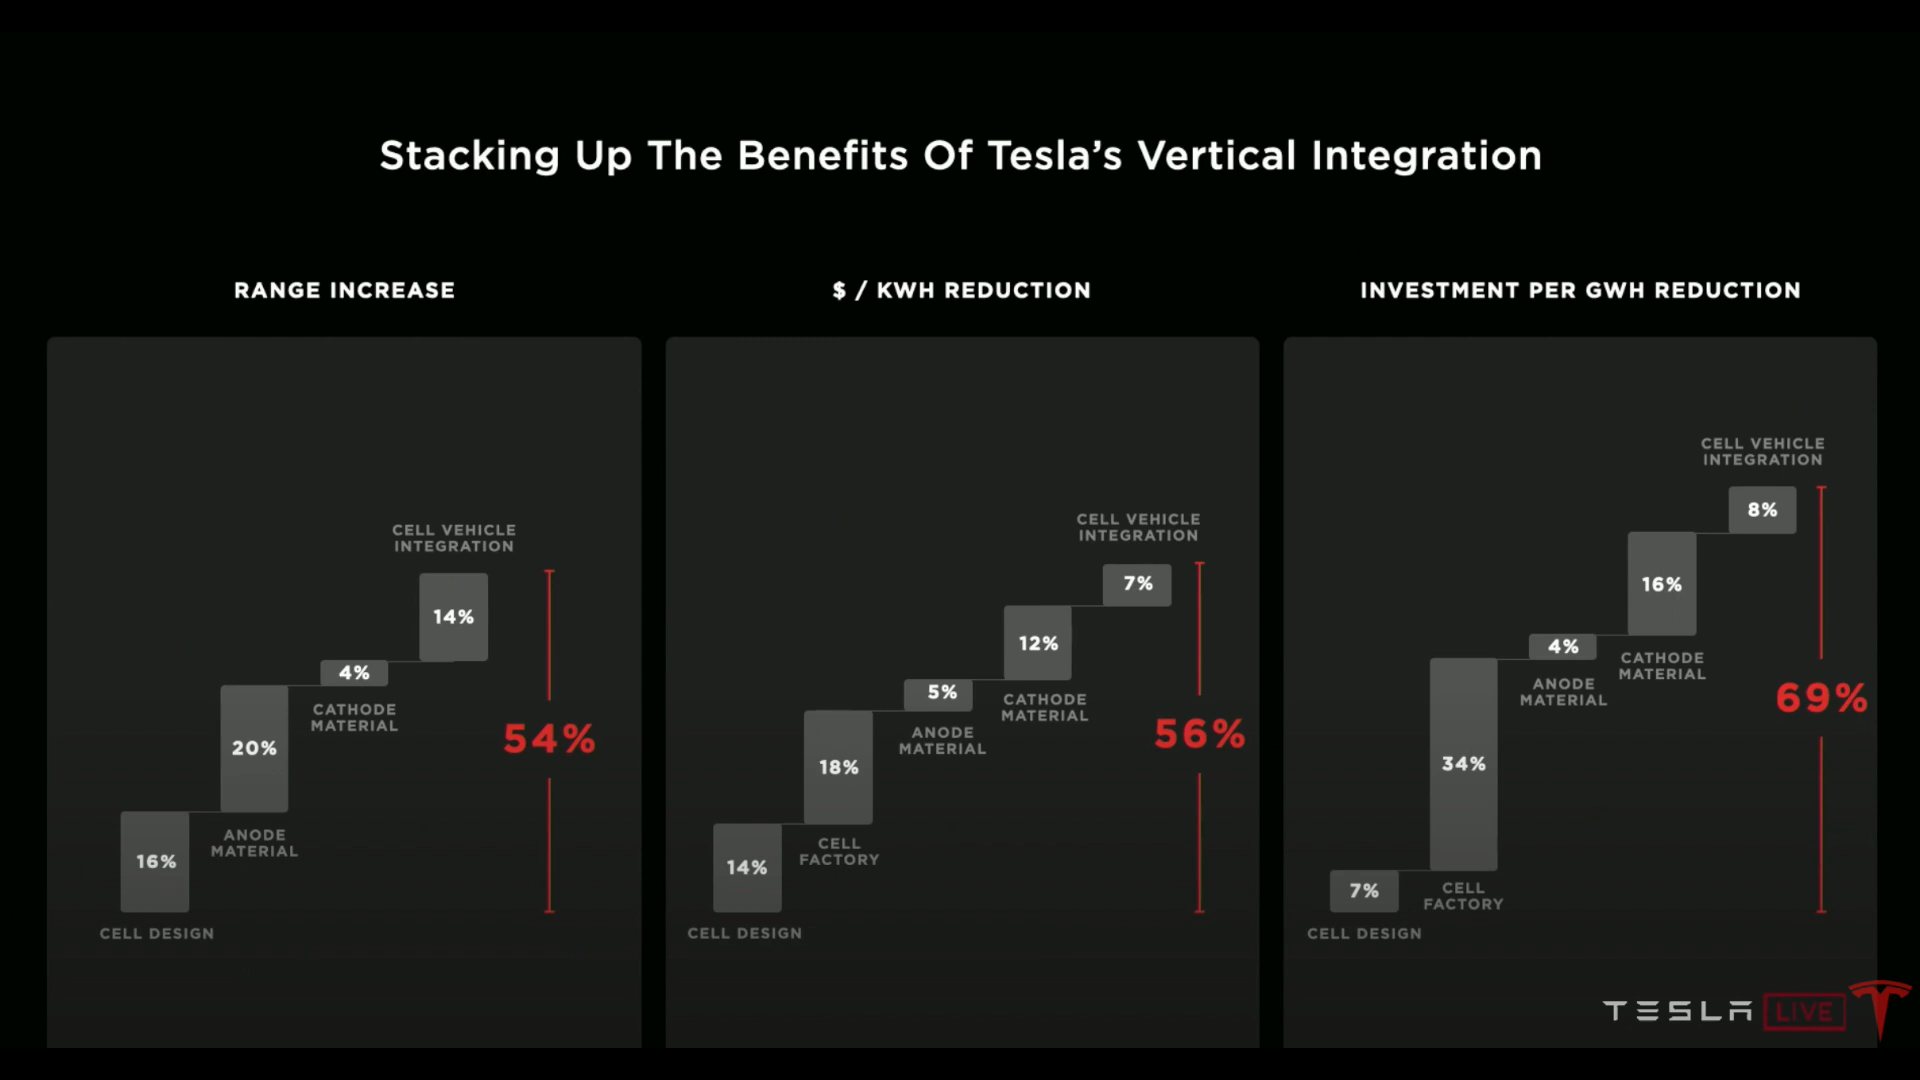 Stacking Up The Benefits Of Tesla's Vertical Integration
RANGE INCREASE
CELL VEHICLE
INTEGRATION
14%
4%
CATHODE
MATERIAL
20%
ANODE
MATERIAL
16%
CELL DESIGN
54%
$ / KWH REDUCTION
CELL VEHICLE
INTEGRATION
7%
12%
CATHODE
MATERIAL
5%
ANODE
MATERIAL
18%
CELL
FACTORY
14%
CELL DESIGN
56%
INVESTMENT PER GWH REDUCTION
CELL VEHICLE
INTEGRATION
8%
16%
CATHODE
MATERIAL
4%
ANODE
MATERIAL
34%
CELL
FACTORY
7%
CELL DESIGN
69%
TESLA LIVE